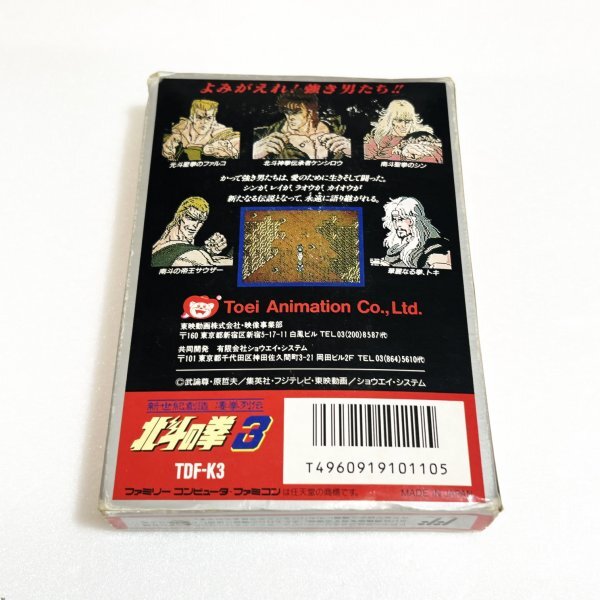 よみがえれ！強き男たち!!
元斗皇拳のファルコ
北斗神拳伝承者ケンシロウ
南斗聖拳のシン
かつて強き男たちは、愛のために生きそして闘った。
シンが、レイが、ラオウが、カイオウが
新たなる伝説となって、永遠に語り継がれる。
南斗の帝王サウザー
華麗なる拳、トキ
Toei Animation Co., Ltd.
東映動画株式会社・映像事業部
〒160 東京都新宿区新宿5-17-11 白鳳ビル TEL 03(200)8587代
共同開発 有限会社ショウエイ・システム
〒101 東京都千代田区神田佐久間町3-21 岡田ビル2F TEL 03(864)5610代
©武論尊・原哲夫／集英社・フジテレビ・東映動画／ショウエイ・システム
新世紀創造 凄拳列伝
北斗の拳3
TDF-K3
T4960919101105
ファミリーコンピュータ・ファミコンは任天堂の商標です。
MADE IN JAPAN